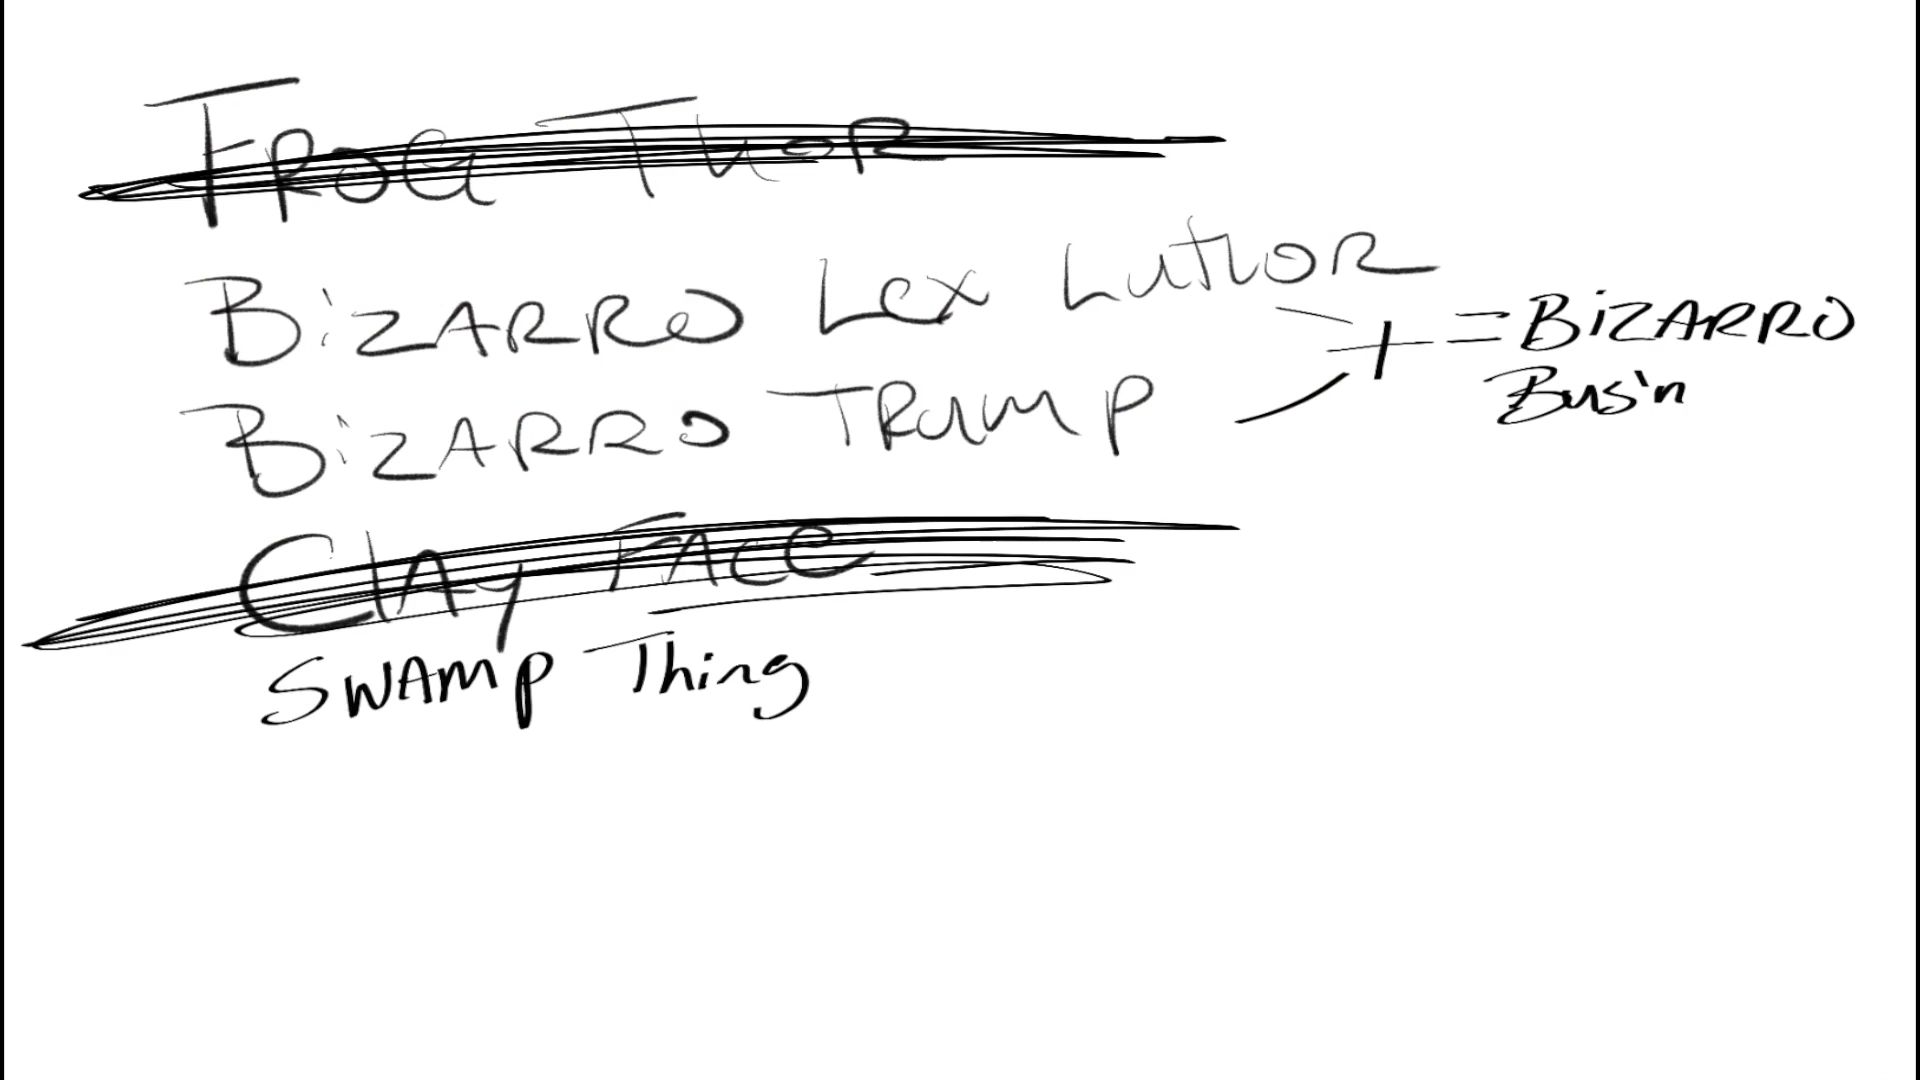 FROG THOR
BiZARRO Lex LuthOR
+ = BiZARRO
Bus'n
BiZARRO TRump
ClAy FACe
SWAmp Thing